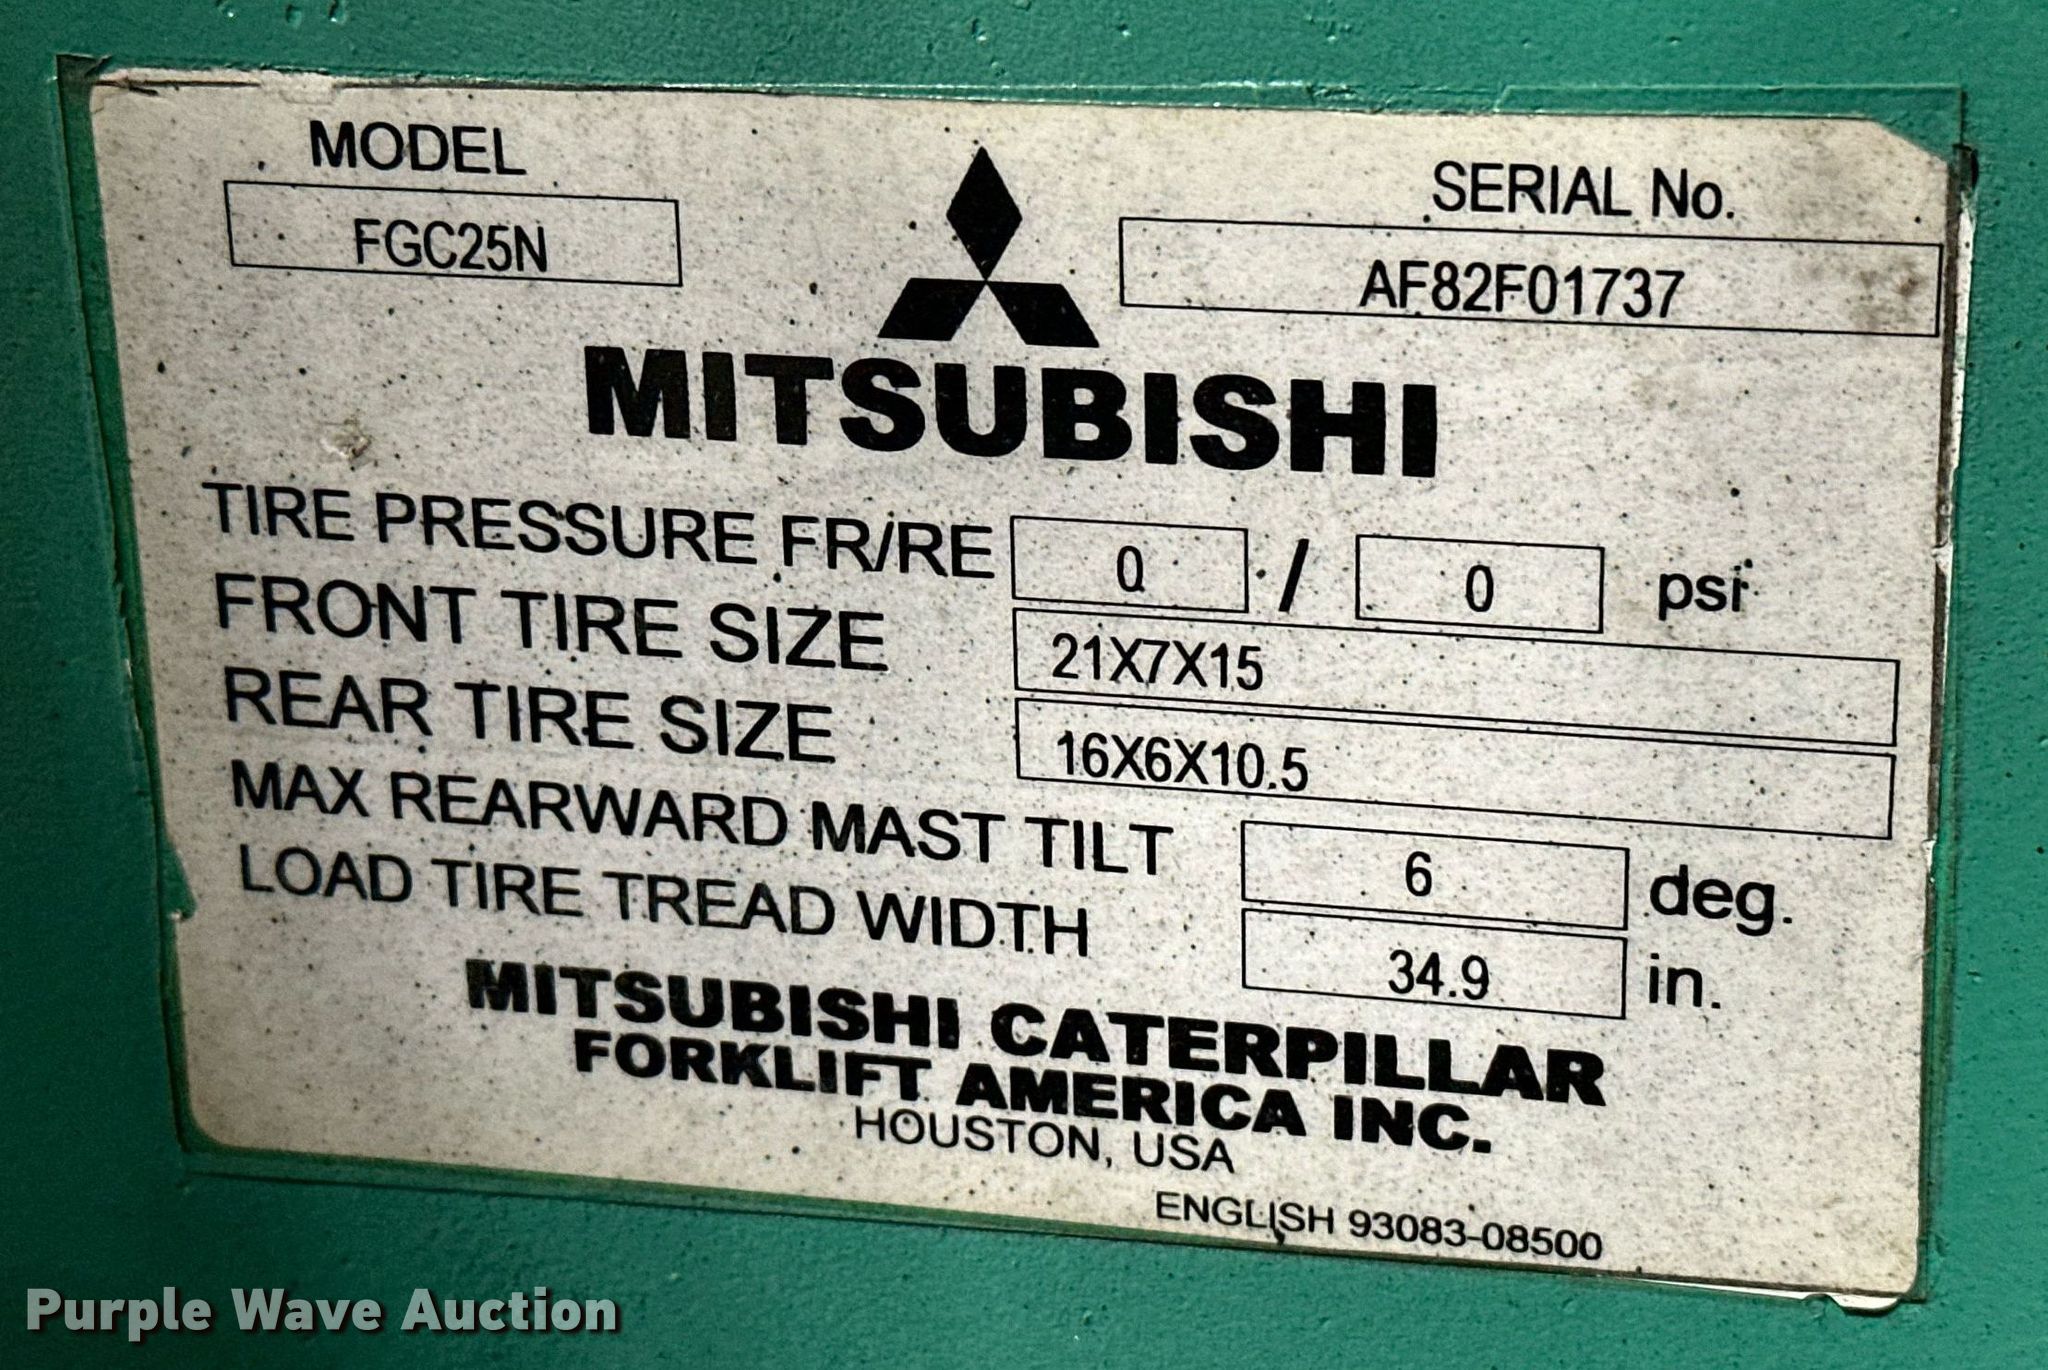 MODEL
FGC25N
SERIAL No.
AF82F01737
MITSUBISHI
TIRE PRESSURE FR/RE 0 / 0 psi
FRONT TIRE SIZE 21X7X15
REAR TIRE SIZE 16X6X10.5
MAX REARWARD MAST TILT 6 deg.
LOAD TIRE TREAD WIDTH 34.9 in.
MITSUBISHI CATERPILLAR
FORKLIFT AMERICA INC.
HOUSTON, USA
ENGLISH 93083-08500
Purple Wave Auction